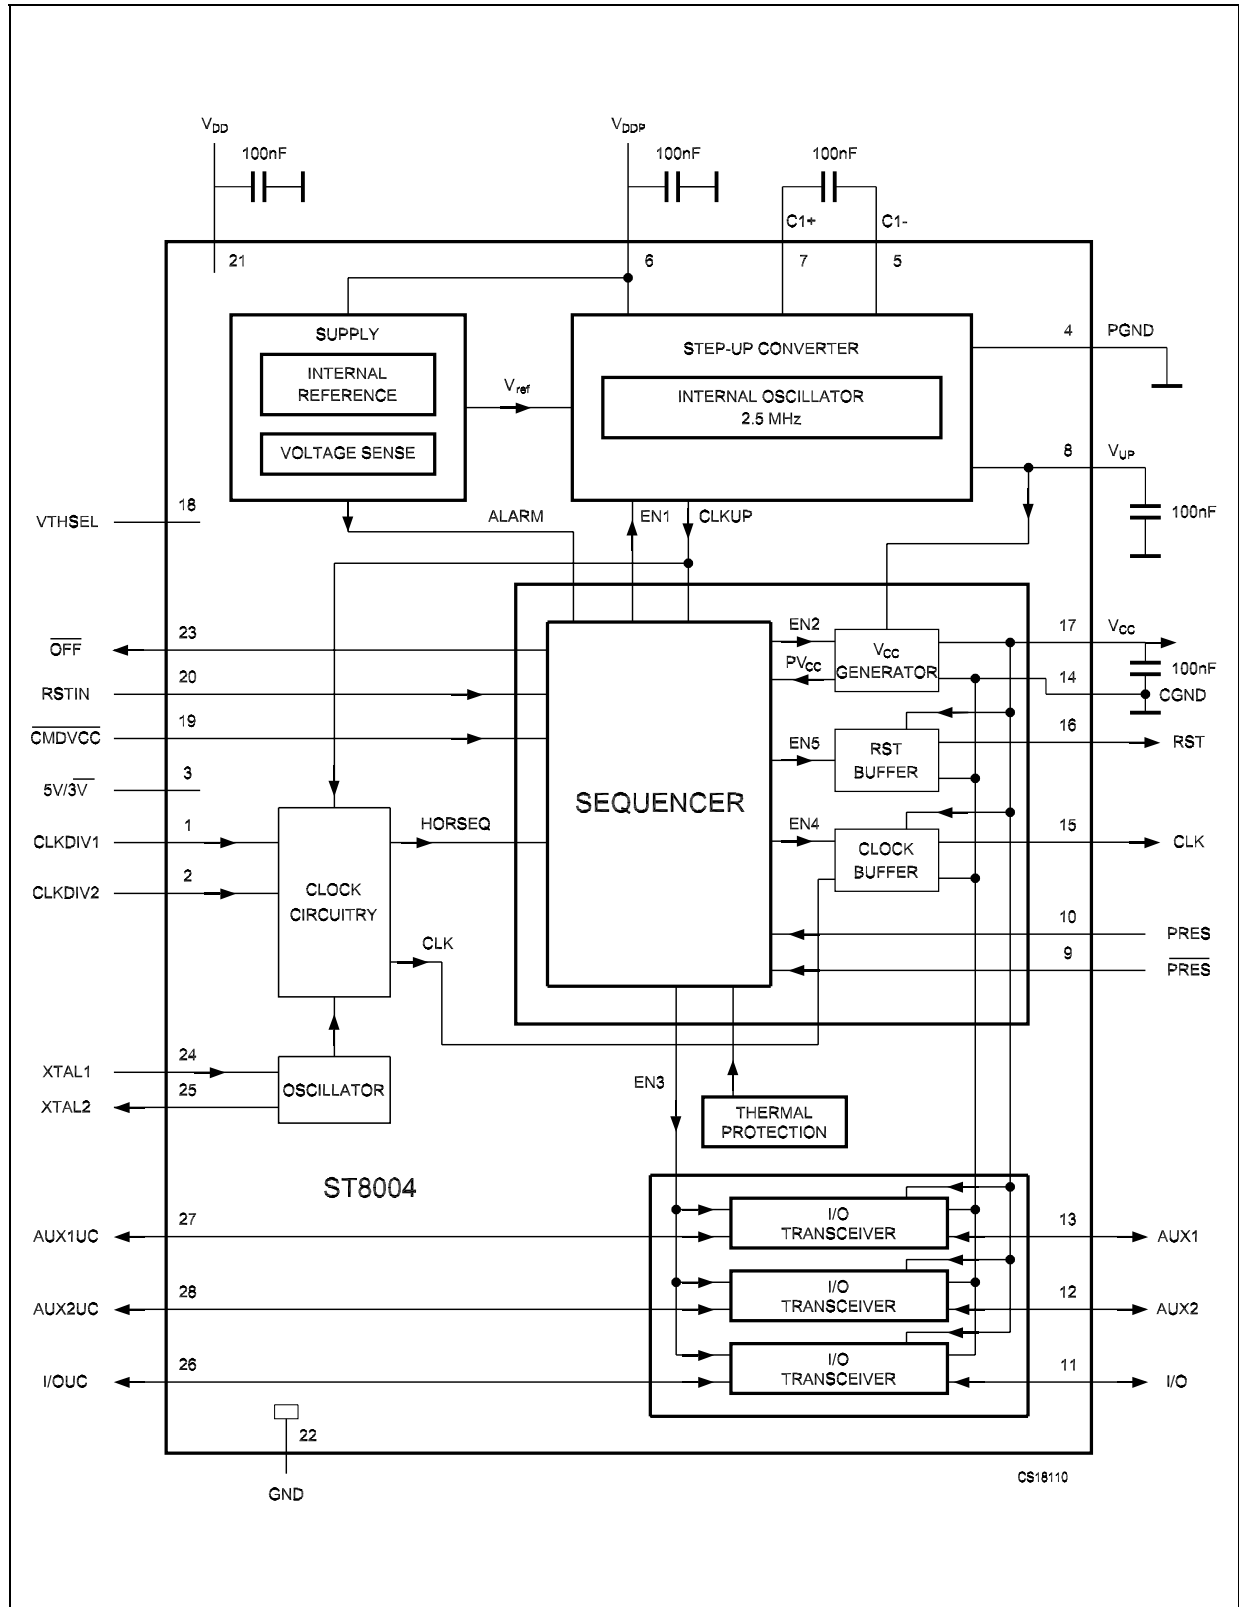 VDD
100nF
VDDP
100nF
100nF
C1+
C1-
21
6
7
5
SUPPLY
INTERNAL
REFERENCE
VOLTAGE SENSE
Vref
STEP-UP CONVERTER
INTERNAL OSCILLATOR
2.5 MHz
4
PGND
8
VUP
100nF
18
VTHSEL
ALARM
EN1
CLKUP
23
OFF
20
RSTIN
19
CMDVCC
3
5V/3V
1
CLKDIV1
2
CLKDIV2
SEQUENCER
EN2
PVCC
VCC
GENERATOR
17
VCC
100nF
14
CGND
16
RST
EN5
RST
BUFFER
HORSEQ
EN4
CLOCK
BUFFER
15
CLK
CLOCK
CIRCUITRY
CLK
10
PRES
9
PRES
24
XTAL1
25
XTAL2
OSCILLATOR
EN3
THERMAL
PROTECTION
ST8004
27
AUX1UC
I/O
TRANSCEIVER
13
AUX1
28
AUX2UC
I/O
TRANSCEIVER
12
AUX2
26
I/OUC
I/O
TRANSCEIVER
11
I/O
22
GND
CS18110